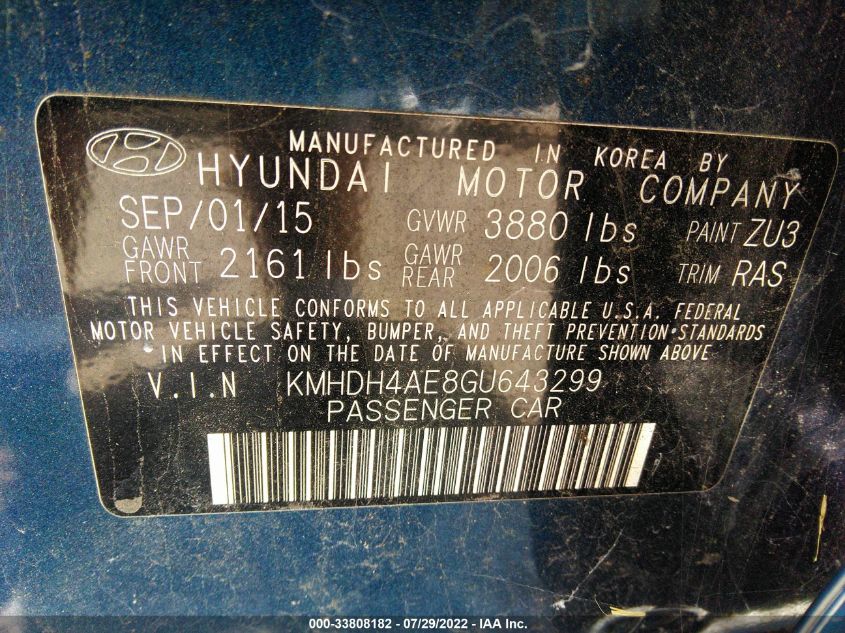 MANUFACTURED IN KOREA BY
HYUNDAI MOTOR COMPANY
SEP/01/15 GVWR 3880 lbs PAINT ZU3
GAWR FRONT 2161 lbs GAWR REAR 2006 lbs TRIM RAS
THIS VEHICLE CONFORMS TO ALL APPLICABLE U.S.A. FEDERAL
MOTOR VEHICLE SAFETY, BUMPER, AND THEFT PREVENTION STANDARDS
IN EFFECT ON THE DATE OF MANUFACTURE SHOWN ABOVE
V.I.N KMHDH4AE8GU643299
PASSENGER CAR
000-33808182 - 07/29/2022 - IAA Inc.